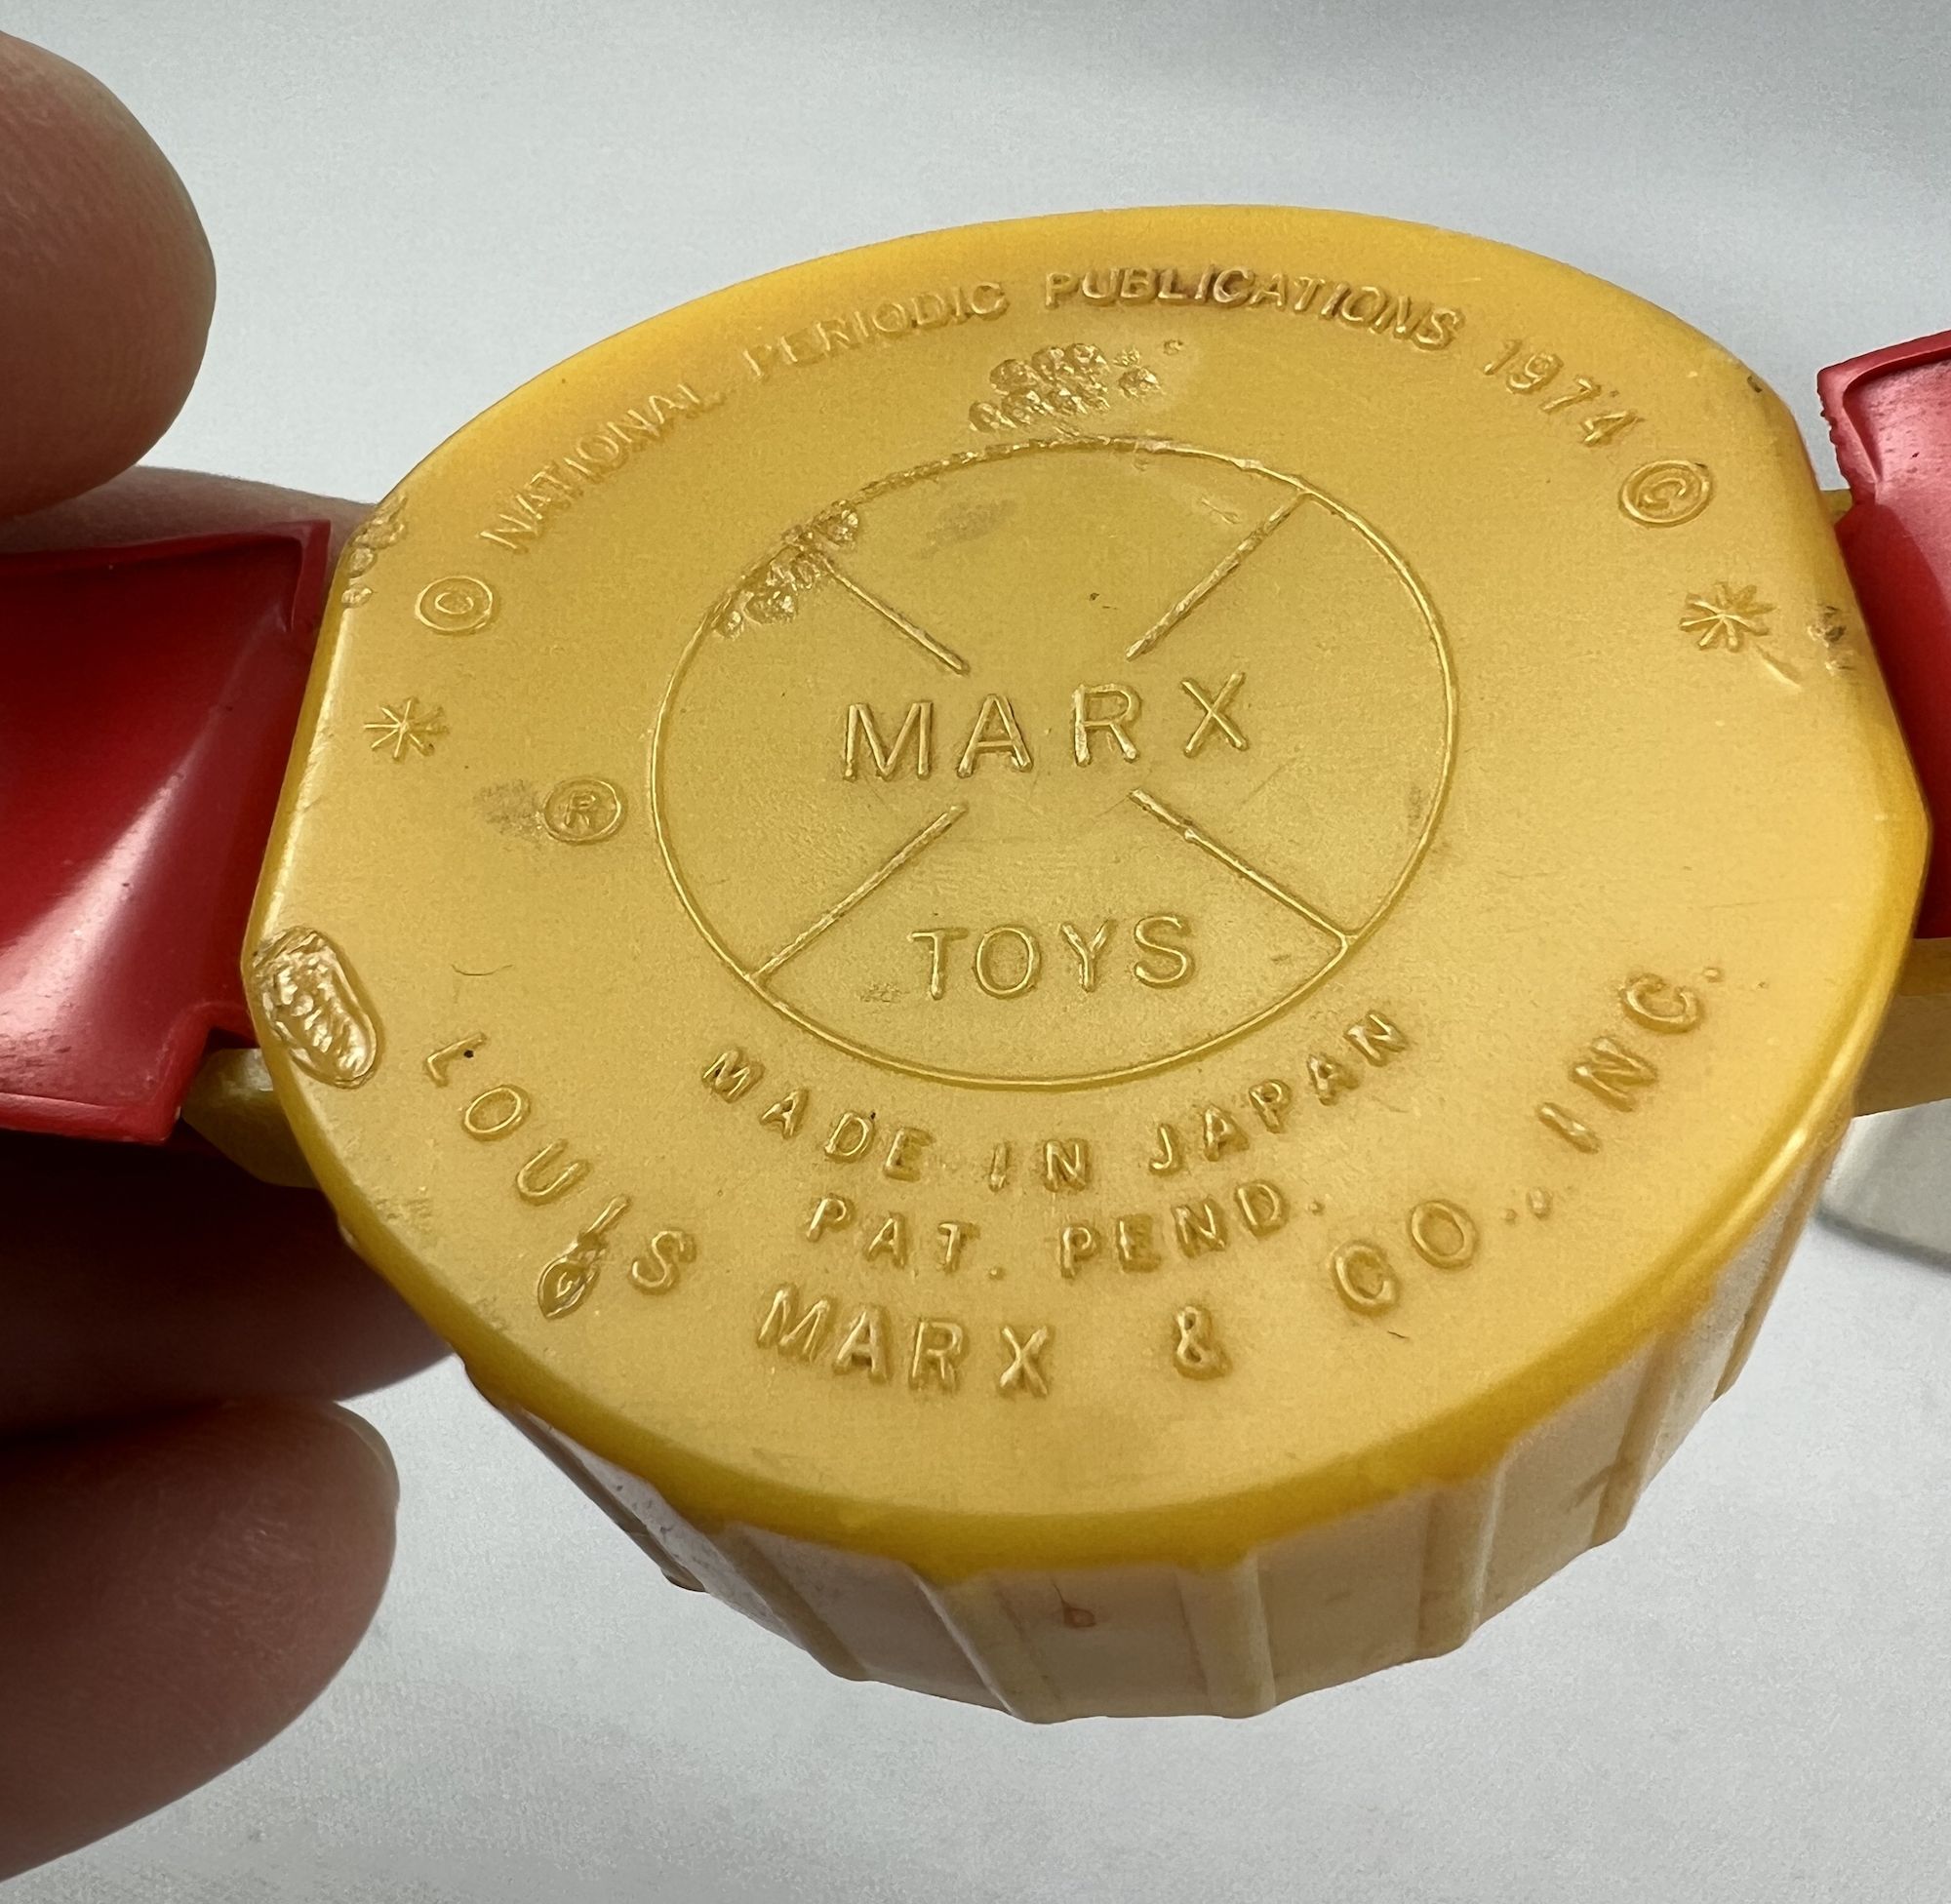 © NATIONAL PERIODIC PUBLICATIONS 1974 ©
®
MARX
TOYS
MADE IN JAPAN
PAT. PEND.
LOUIS MARX & CO., INC.